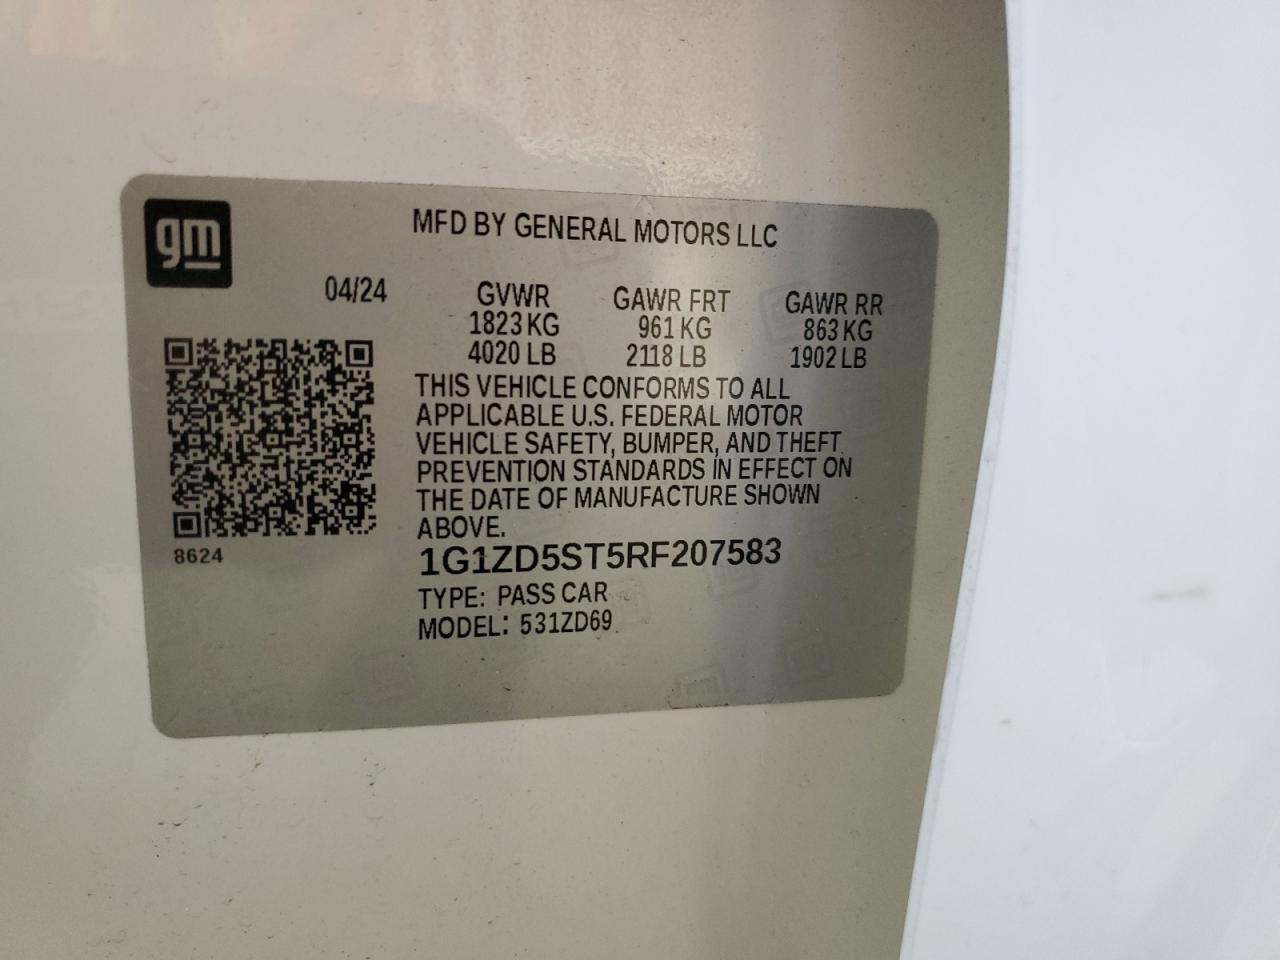 gm
MFD BY GENERAL MOTORS LLC
04/24
GVWR GAWR FRT GAWR RR
1823 KG 961 KG 863 KG
4020 LB 2118 LB 1902 LB
THIS VEHICLE CONFORMS TO ALL
APPLICABLE U.S. FEDERAL MOTOR
VEHICLE SAFETY, BUMPER, AND THEFT
PREVENTION STANDARDS IN EFFECT ON
THE DATE OF MANUFACTURE SHOWN
ABOVE.
8624
1G1ZD5ST5RF207583
TYPE: PASS CAR
MODEL: 531ZD69